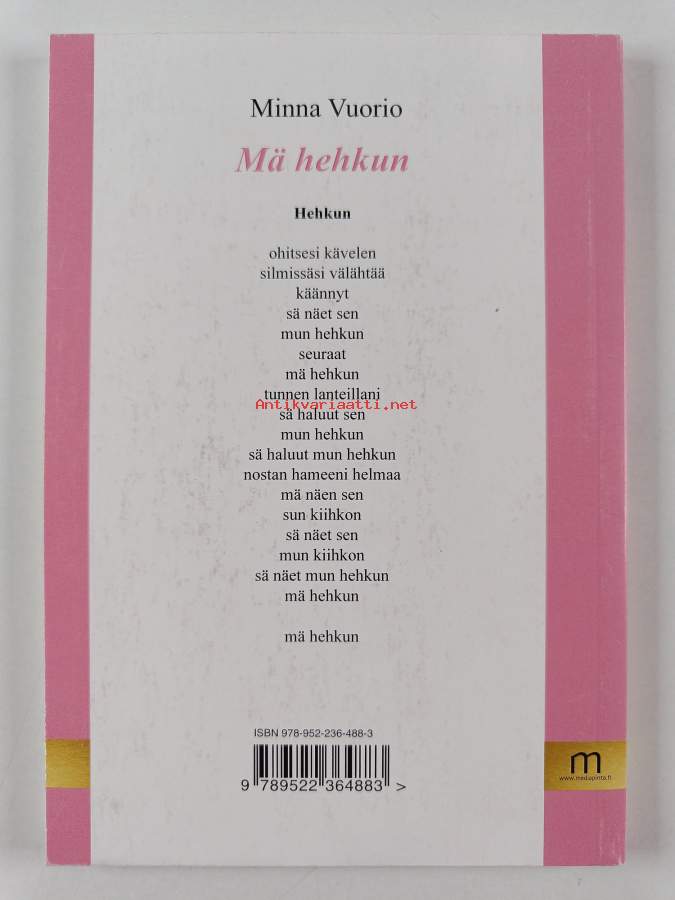 Minna Vuorio
Mä hehkun
Hehkun
ohitsesi kävelen
silmissäsi välähtää
käännyt
sä näet sen
mun hehkun
seuraat
mä hehkun
tunnen lanteillani
Antikvariaatti.net
sä haluut sen
mun hehkun
sä haluut mun hehkun
nostan hameeni helmaa
mä näen sen
sun kiihkon
sä näet sen
mun kiihkon
sä näet mun hehkun
mä hehkun
mä hehkun
ISBN 978-952-236-488-3
9 789522 364883 >
m
www.mediapinta.fi